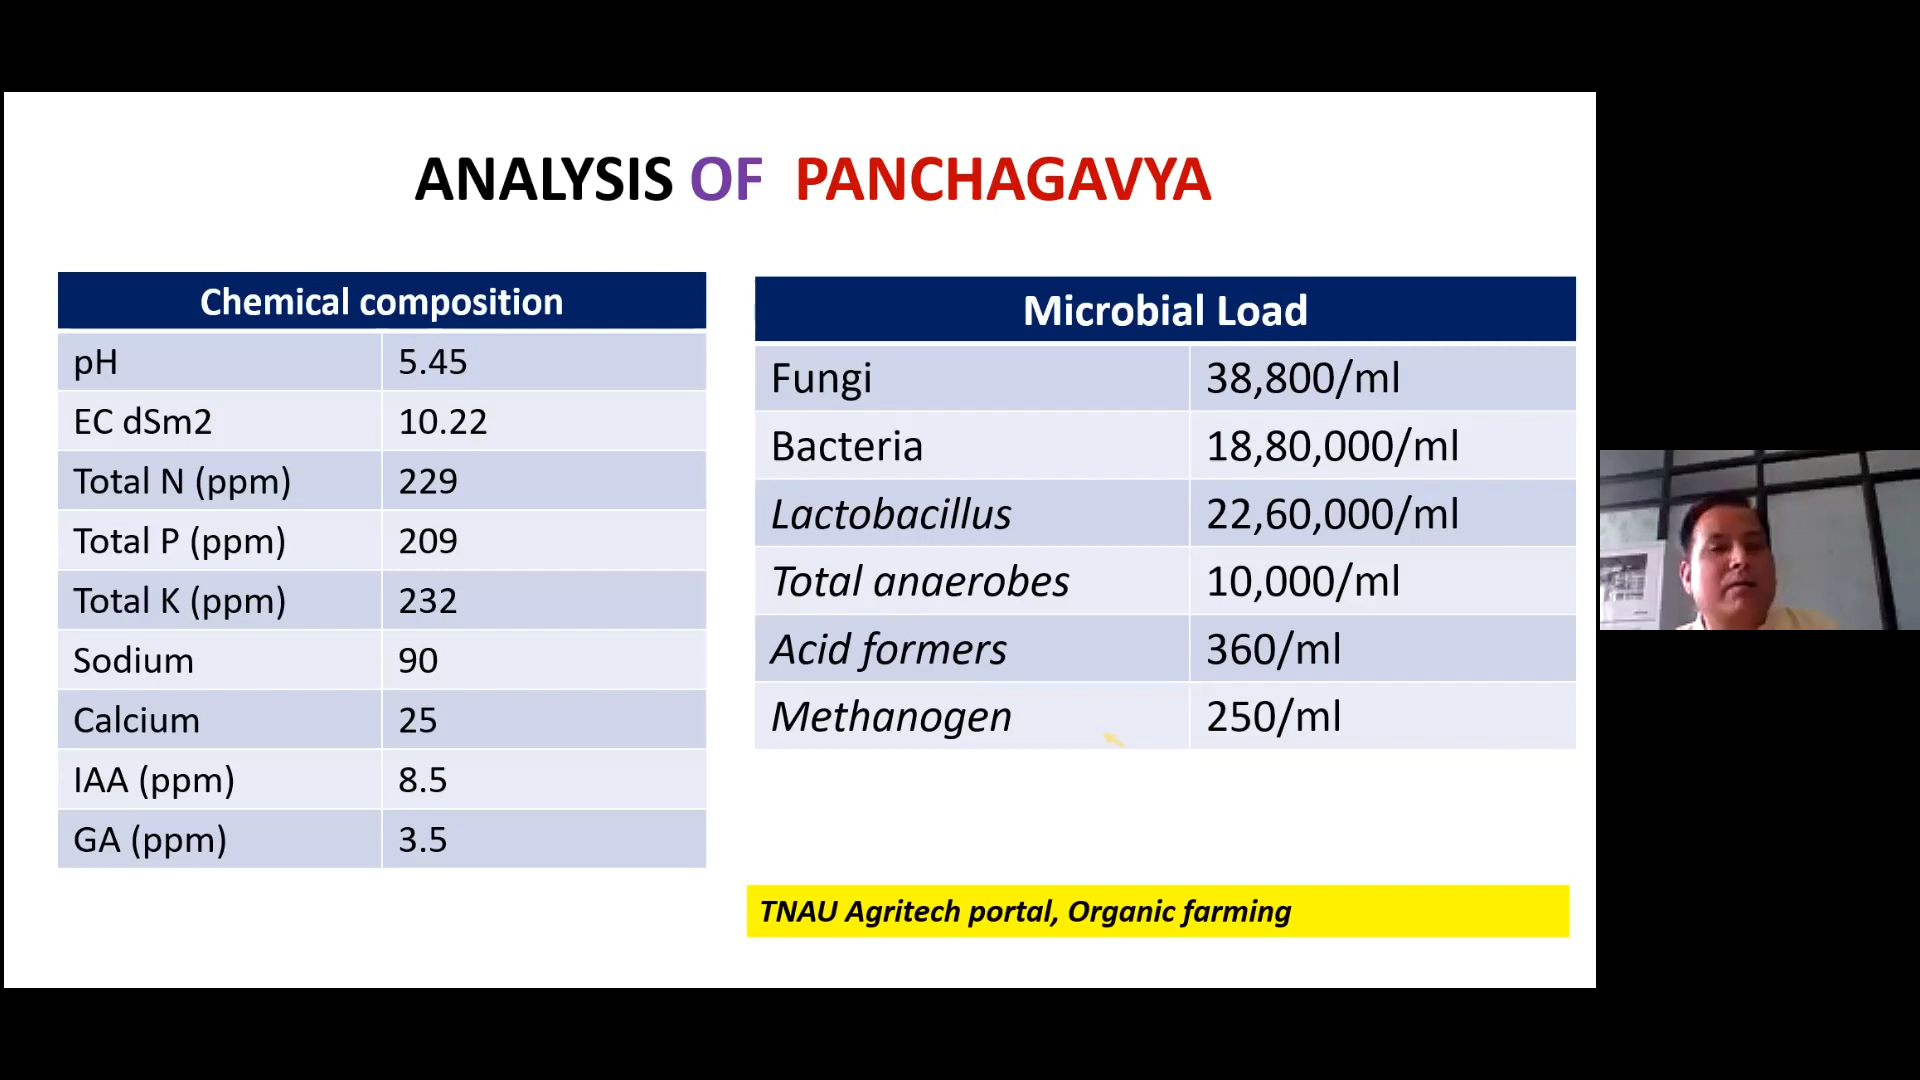 ANALYSIS OF PANCHAGAVYA
Chemical composition
pH 5.45
EC dSm2 10.22
Total N (ppm) 229
Total P (ppm) 209
Total K (ppm) 232
Sodium 90
Calcium 25
IAA (ppm) 8.5
GA (ppm) 3.5
Microbial Load
Fungi 38,800/ml
Bacteria 18,80,000/ml
Lactobacillus 22,60,000/ml
Total anaerobes 10,000/ml
Acid formers 360/ml
Methanogen 250/ml
TNAU Agritech portal, Organic farming